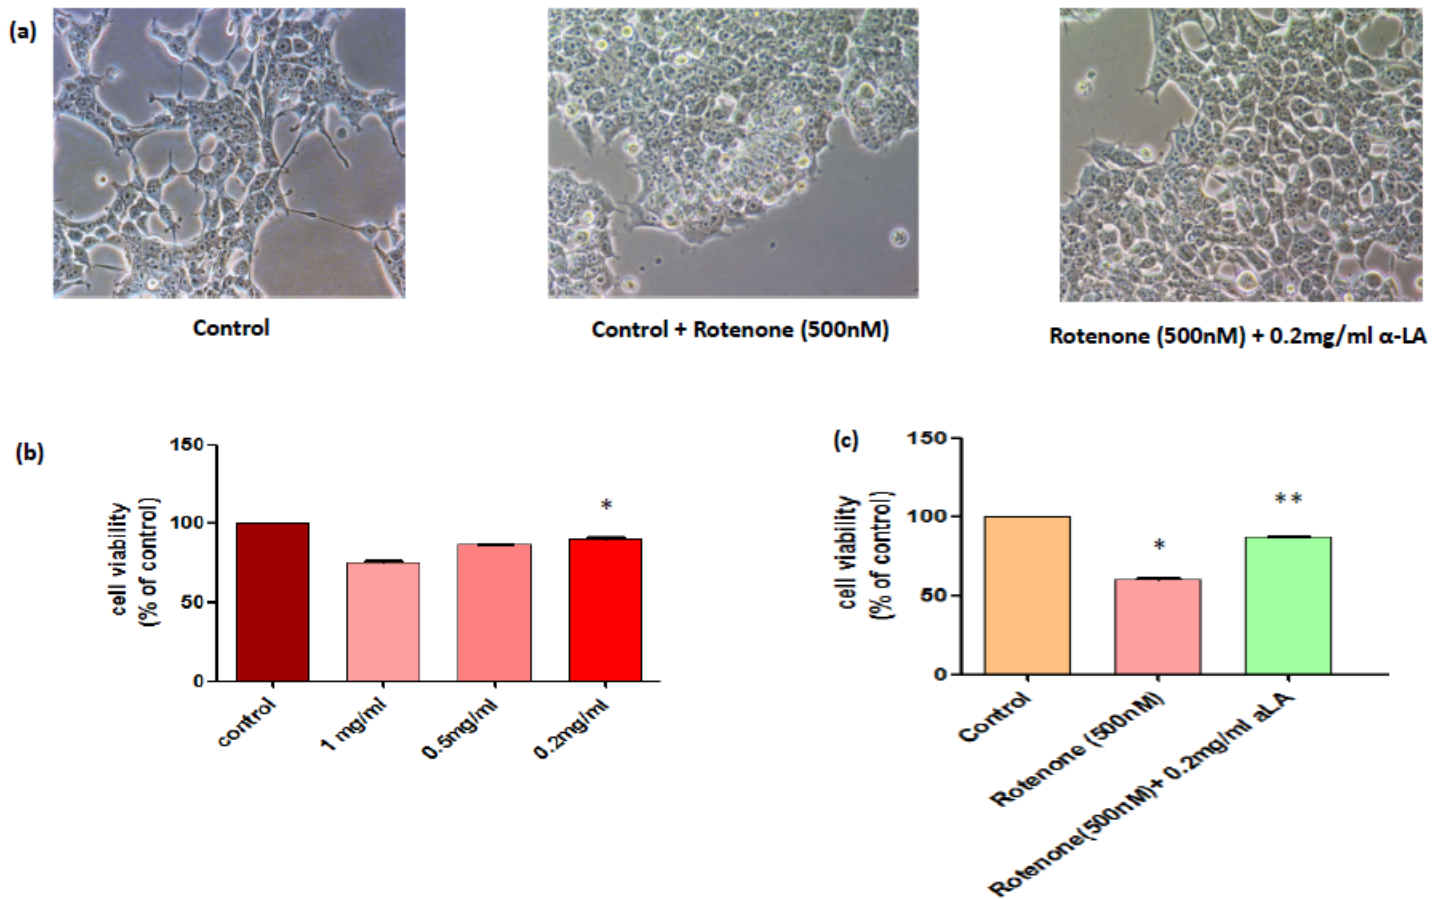 (a)
Control
Control + Rotenone (500nM)
Rotenone (500nM) + 0.2mg/ml α-LA
(b)
150
100
50
0
cell viability
(% of control)
*
control
1 mg/ml
0.5mg/ml
0.2mg/ml
(c)
150
100
50
0
cell viability
(% of control)
*
**
Control
Rotenone (500nM)
Rotenone(500nM)+ 0.2mg/ml aLA